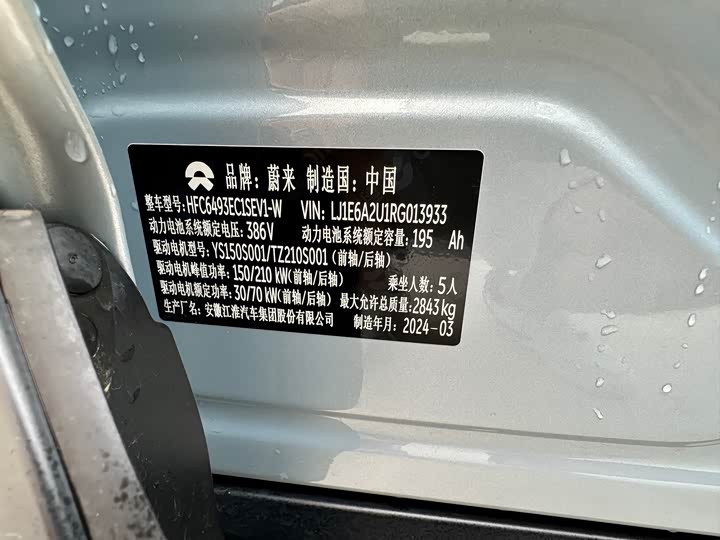 品牌：蔚来 制造国：中国
整车型号：HFC6493EC1SEV1-W VIN：LJ1E6A2U1RG013933
动力电池系统额定电压：386V 动力电池系统额定容量：195 Ah
驱动电机型号：YS150S001/TZ210S001（前轴/后轴）
驱动电机峰值功率：150/210 kW（前轴/后轴） 乘坐人数：5人
驱动电机额定功率：30/70 kW（前轴/后轴） 最大允许总质量：2843kg
生产厂名：安徽江淮汽车集团股份有限公司 制造年月：2024-03